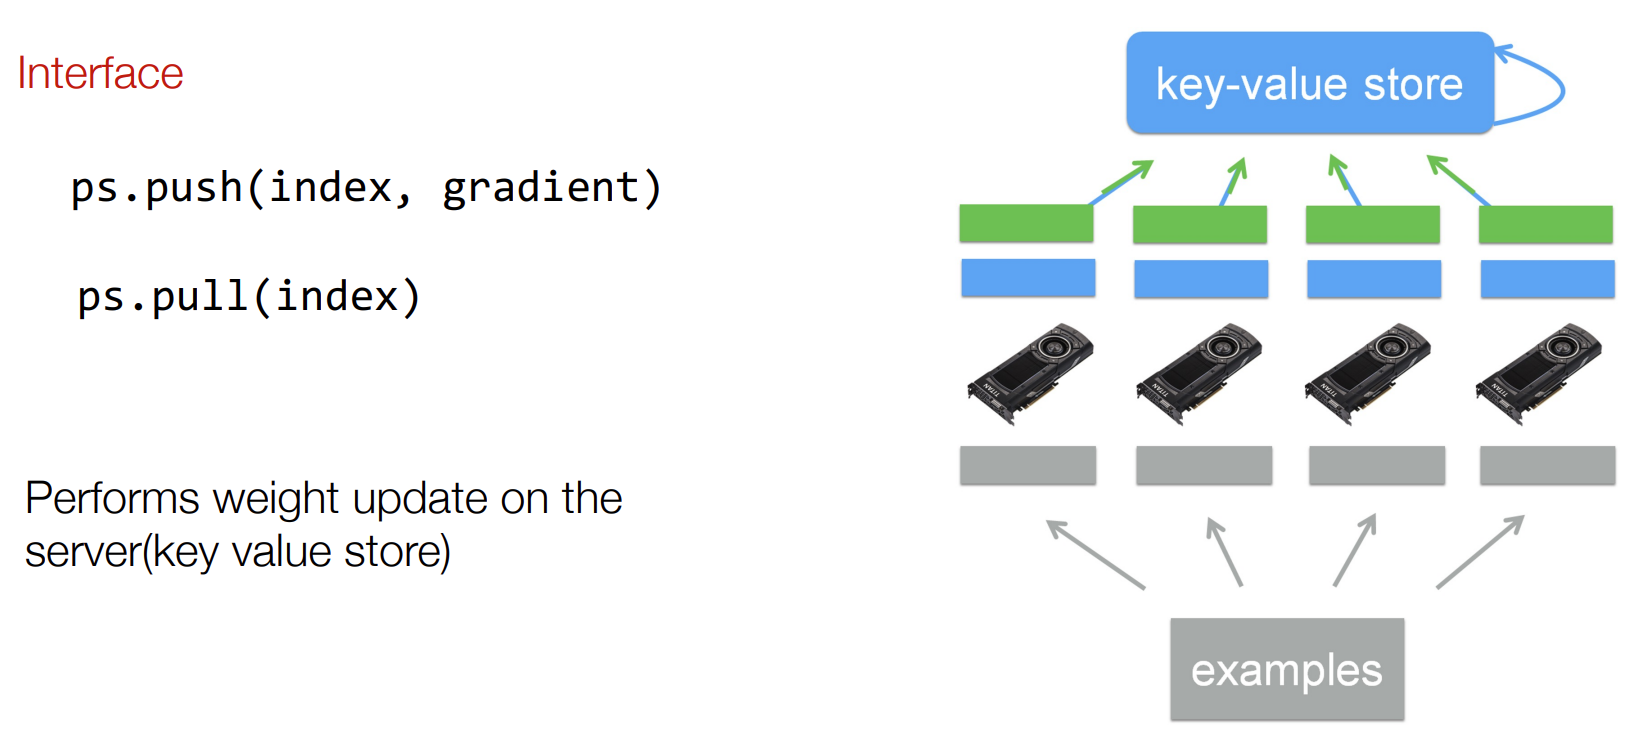 Interface
ps.push(index, gradient)
ps.pull(index)
Performs weight update on the
server(key value store)
key-value store
TITAN
TITAN
TITAN
TITAN
examples